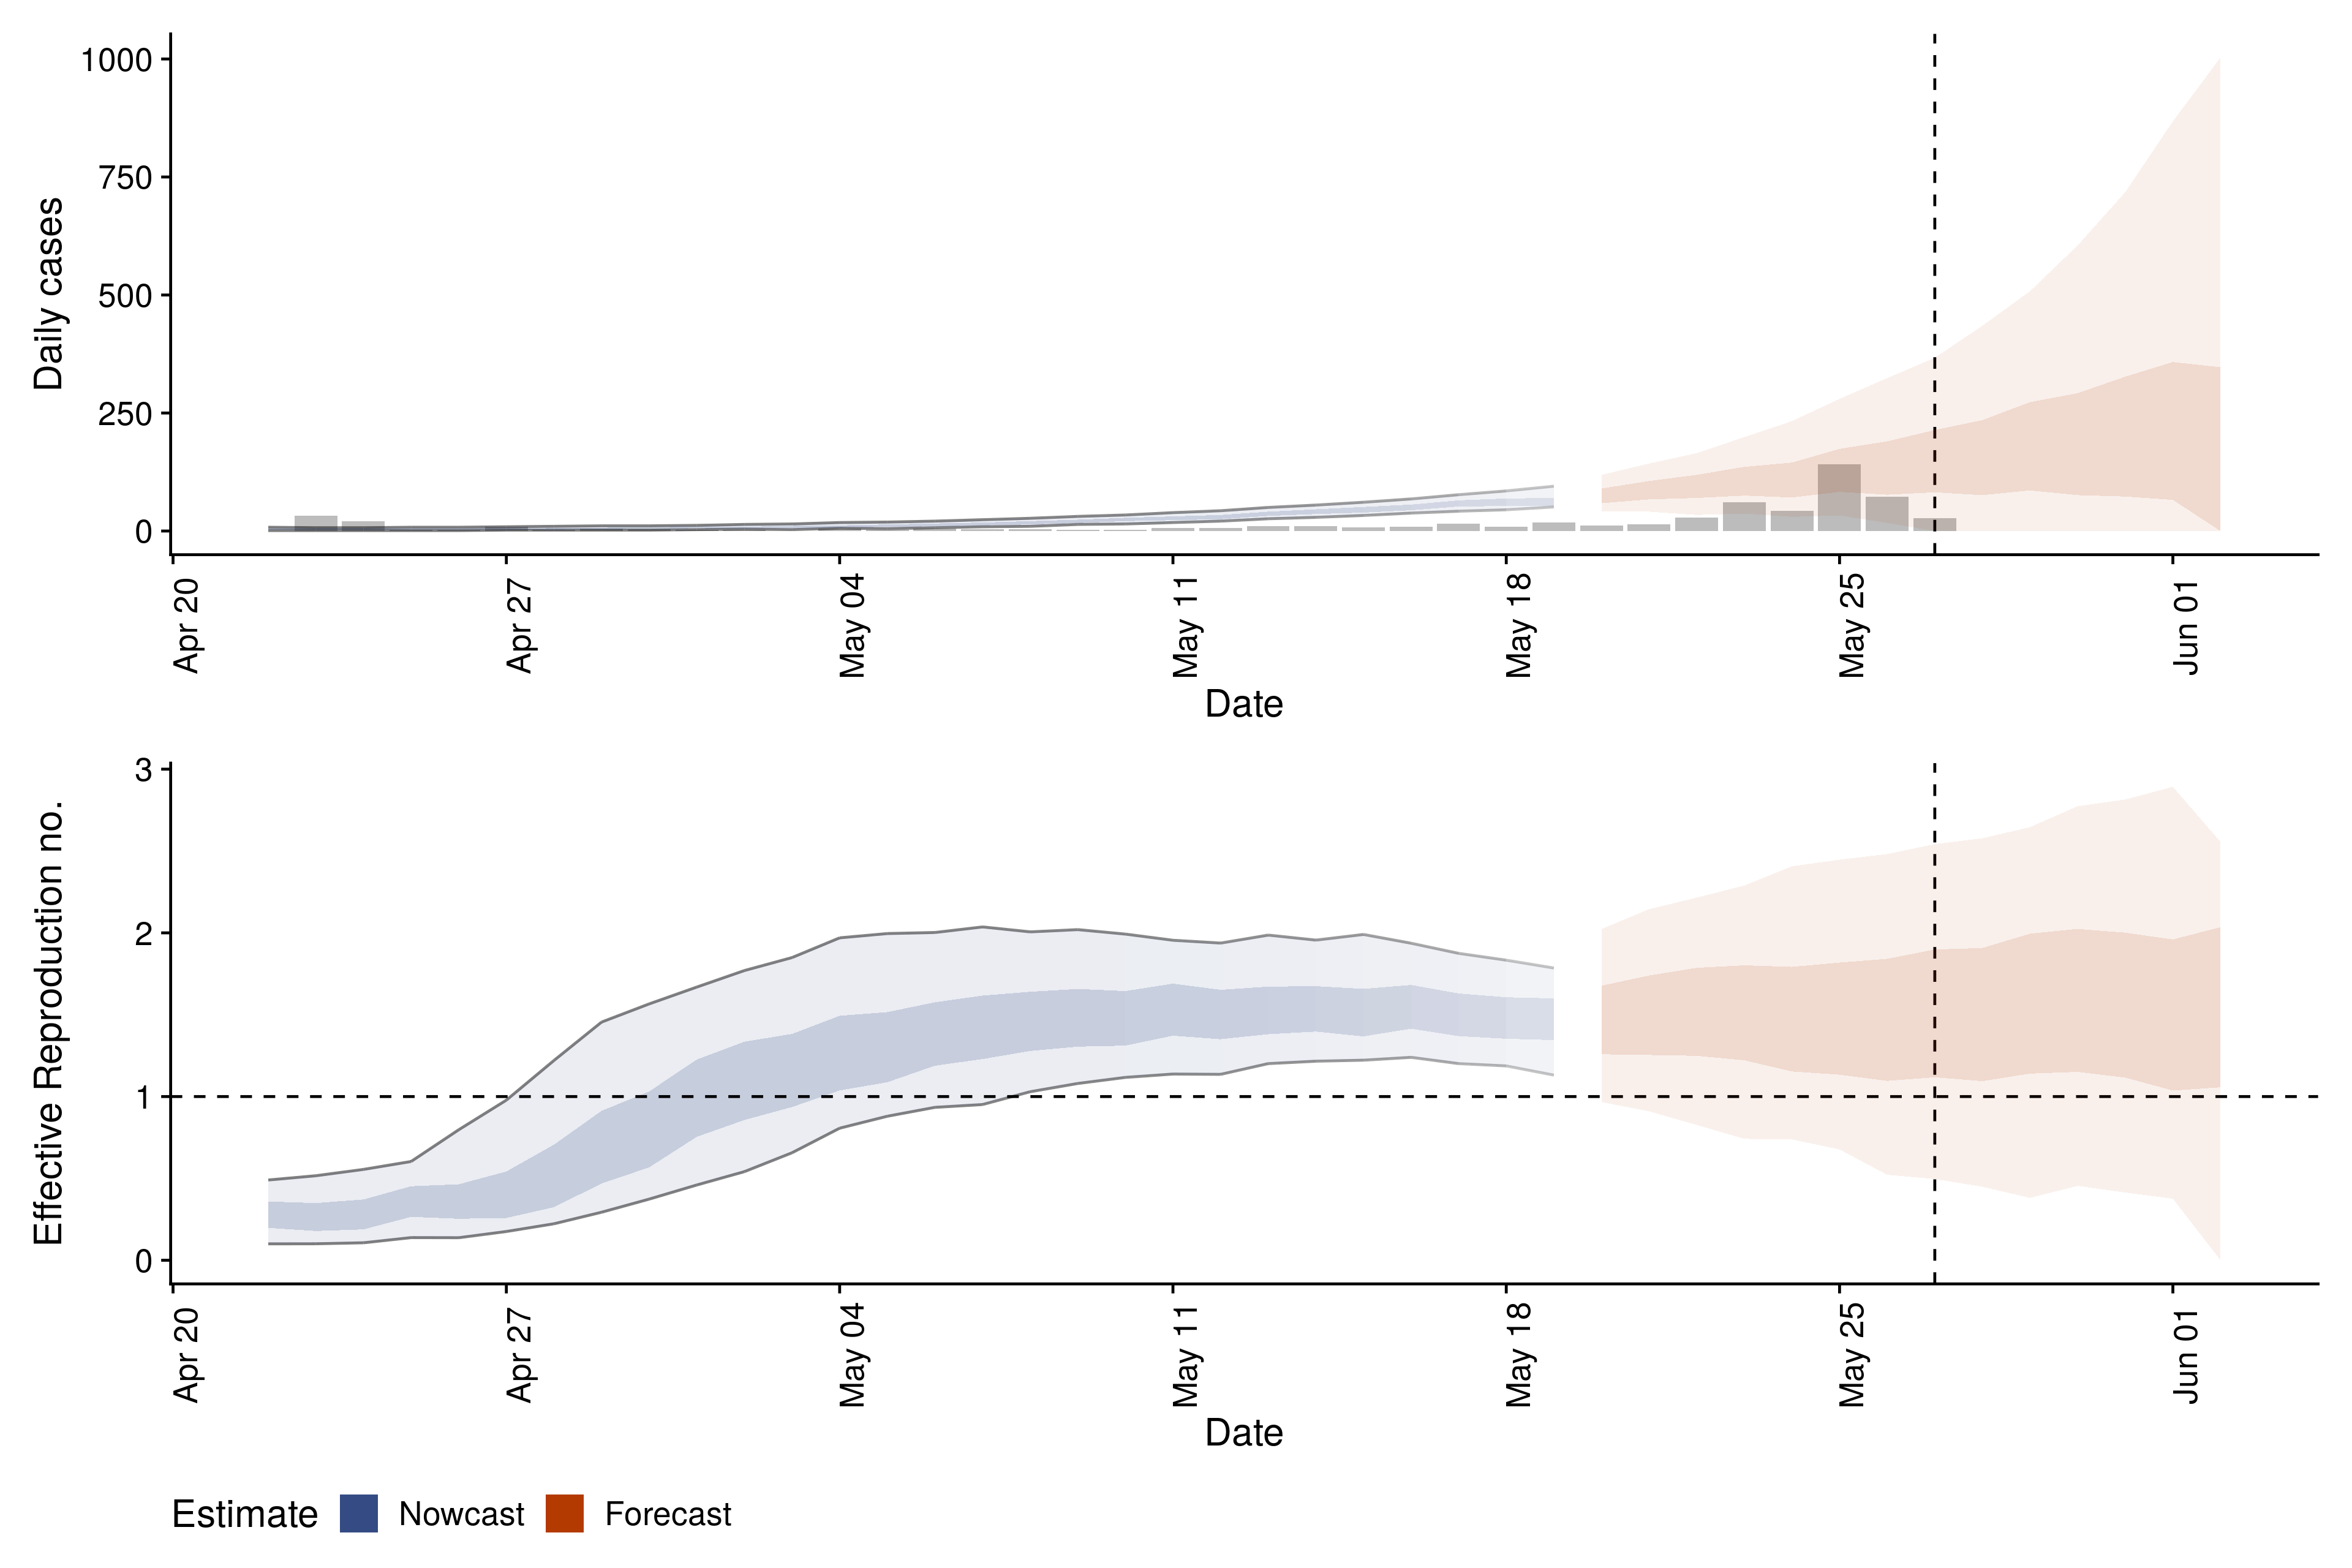 Daily cases
1000
750
500
250
0
Apr 20
Apr 27
May 04
May 11
May 18
May 25
Jun 01
Date
Effective Reproduction no.
3
2
1
0
Apr 20
Apr 27
May 04
May 11
May 18
May 25
Jun 01
Date
Estimate Nowcast Forecast